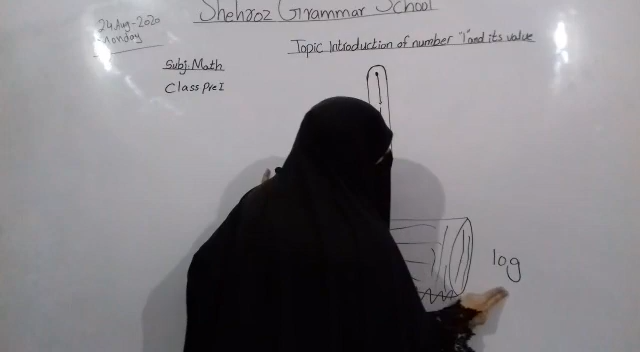 Shehroz Grammar School
24 Aug-2020
Monday
Topic Introduction of number "1" and its value
Subj: Math
Class Pre I
log